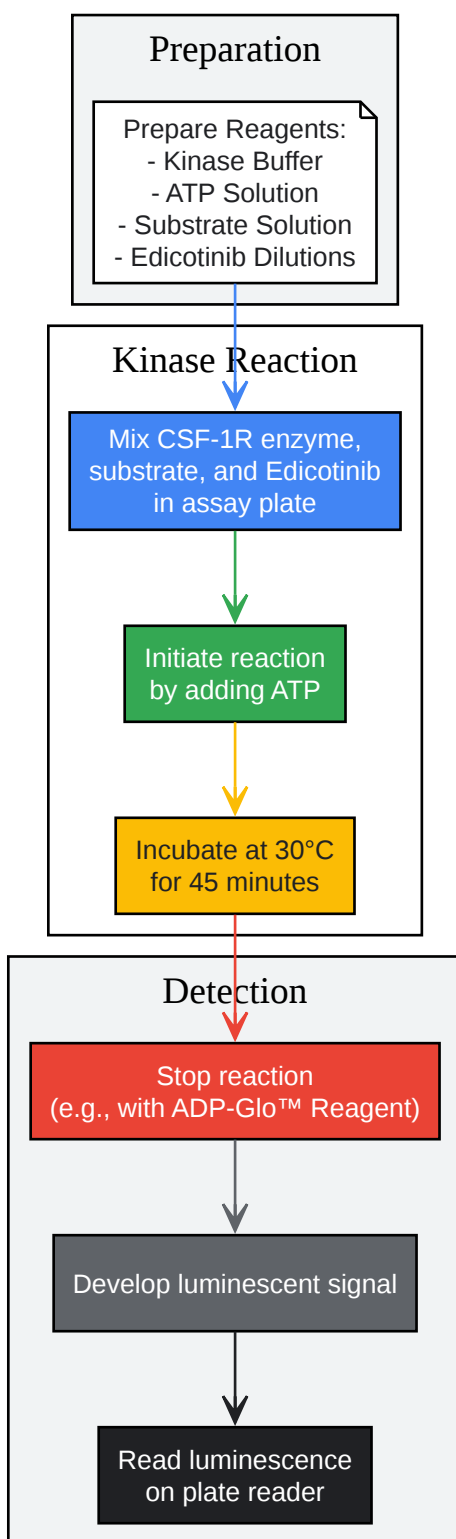 Preparation
Prepare Reagents:
- Kinase Buffer
- ATP Solution
- Substrate Solution
- Edicotinib Dilutions
Kinase Reaction
Mix CSF-1R enzyme,
substrate, and Edicotinib
in assay plate
Initiate reaction
by adding ATP
Incubate at 30°C
for 45 minutes
Detection
Stop reaction
(e.g., with ADP-Glo™ Reagent)
Develop luminescent signal
Read luminescence
on plate reader